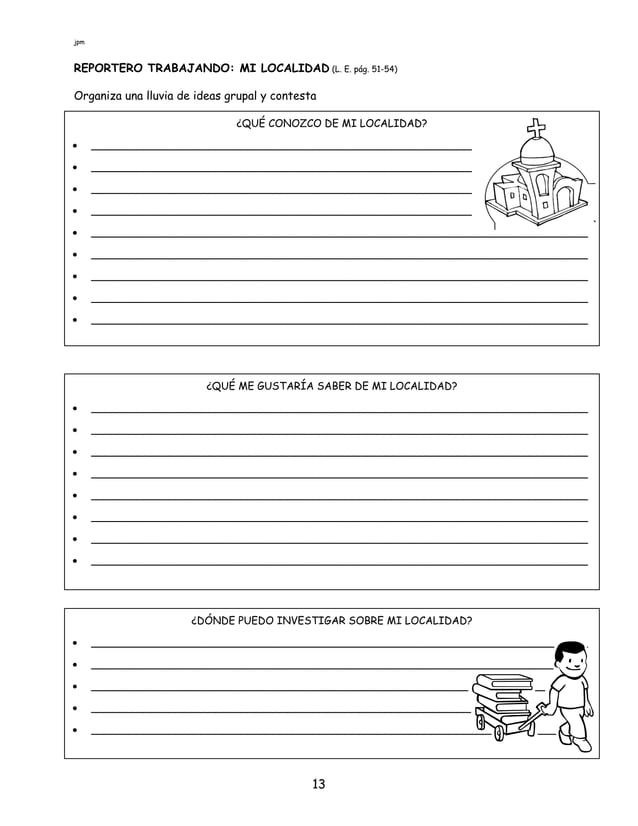 jpm
REPORTERO TRABAJANDO: MI LOCALIDAD (L. E. pág. 51-54)
Organiza una lluvia de ideas grupal y contesta
¿QUÉ CONOZCO DE MI LOCALIDAD?
¿QUÉ ME GUSTARÍA SABER DE MI LOCALIDAD?
¿DÓNDE PUEDO INVESTIGAR SOBRE MI LOCALIDAD?
13